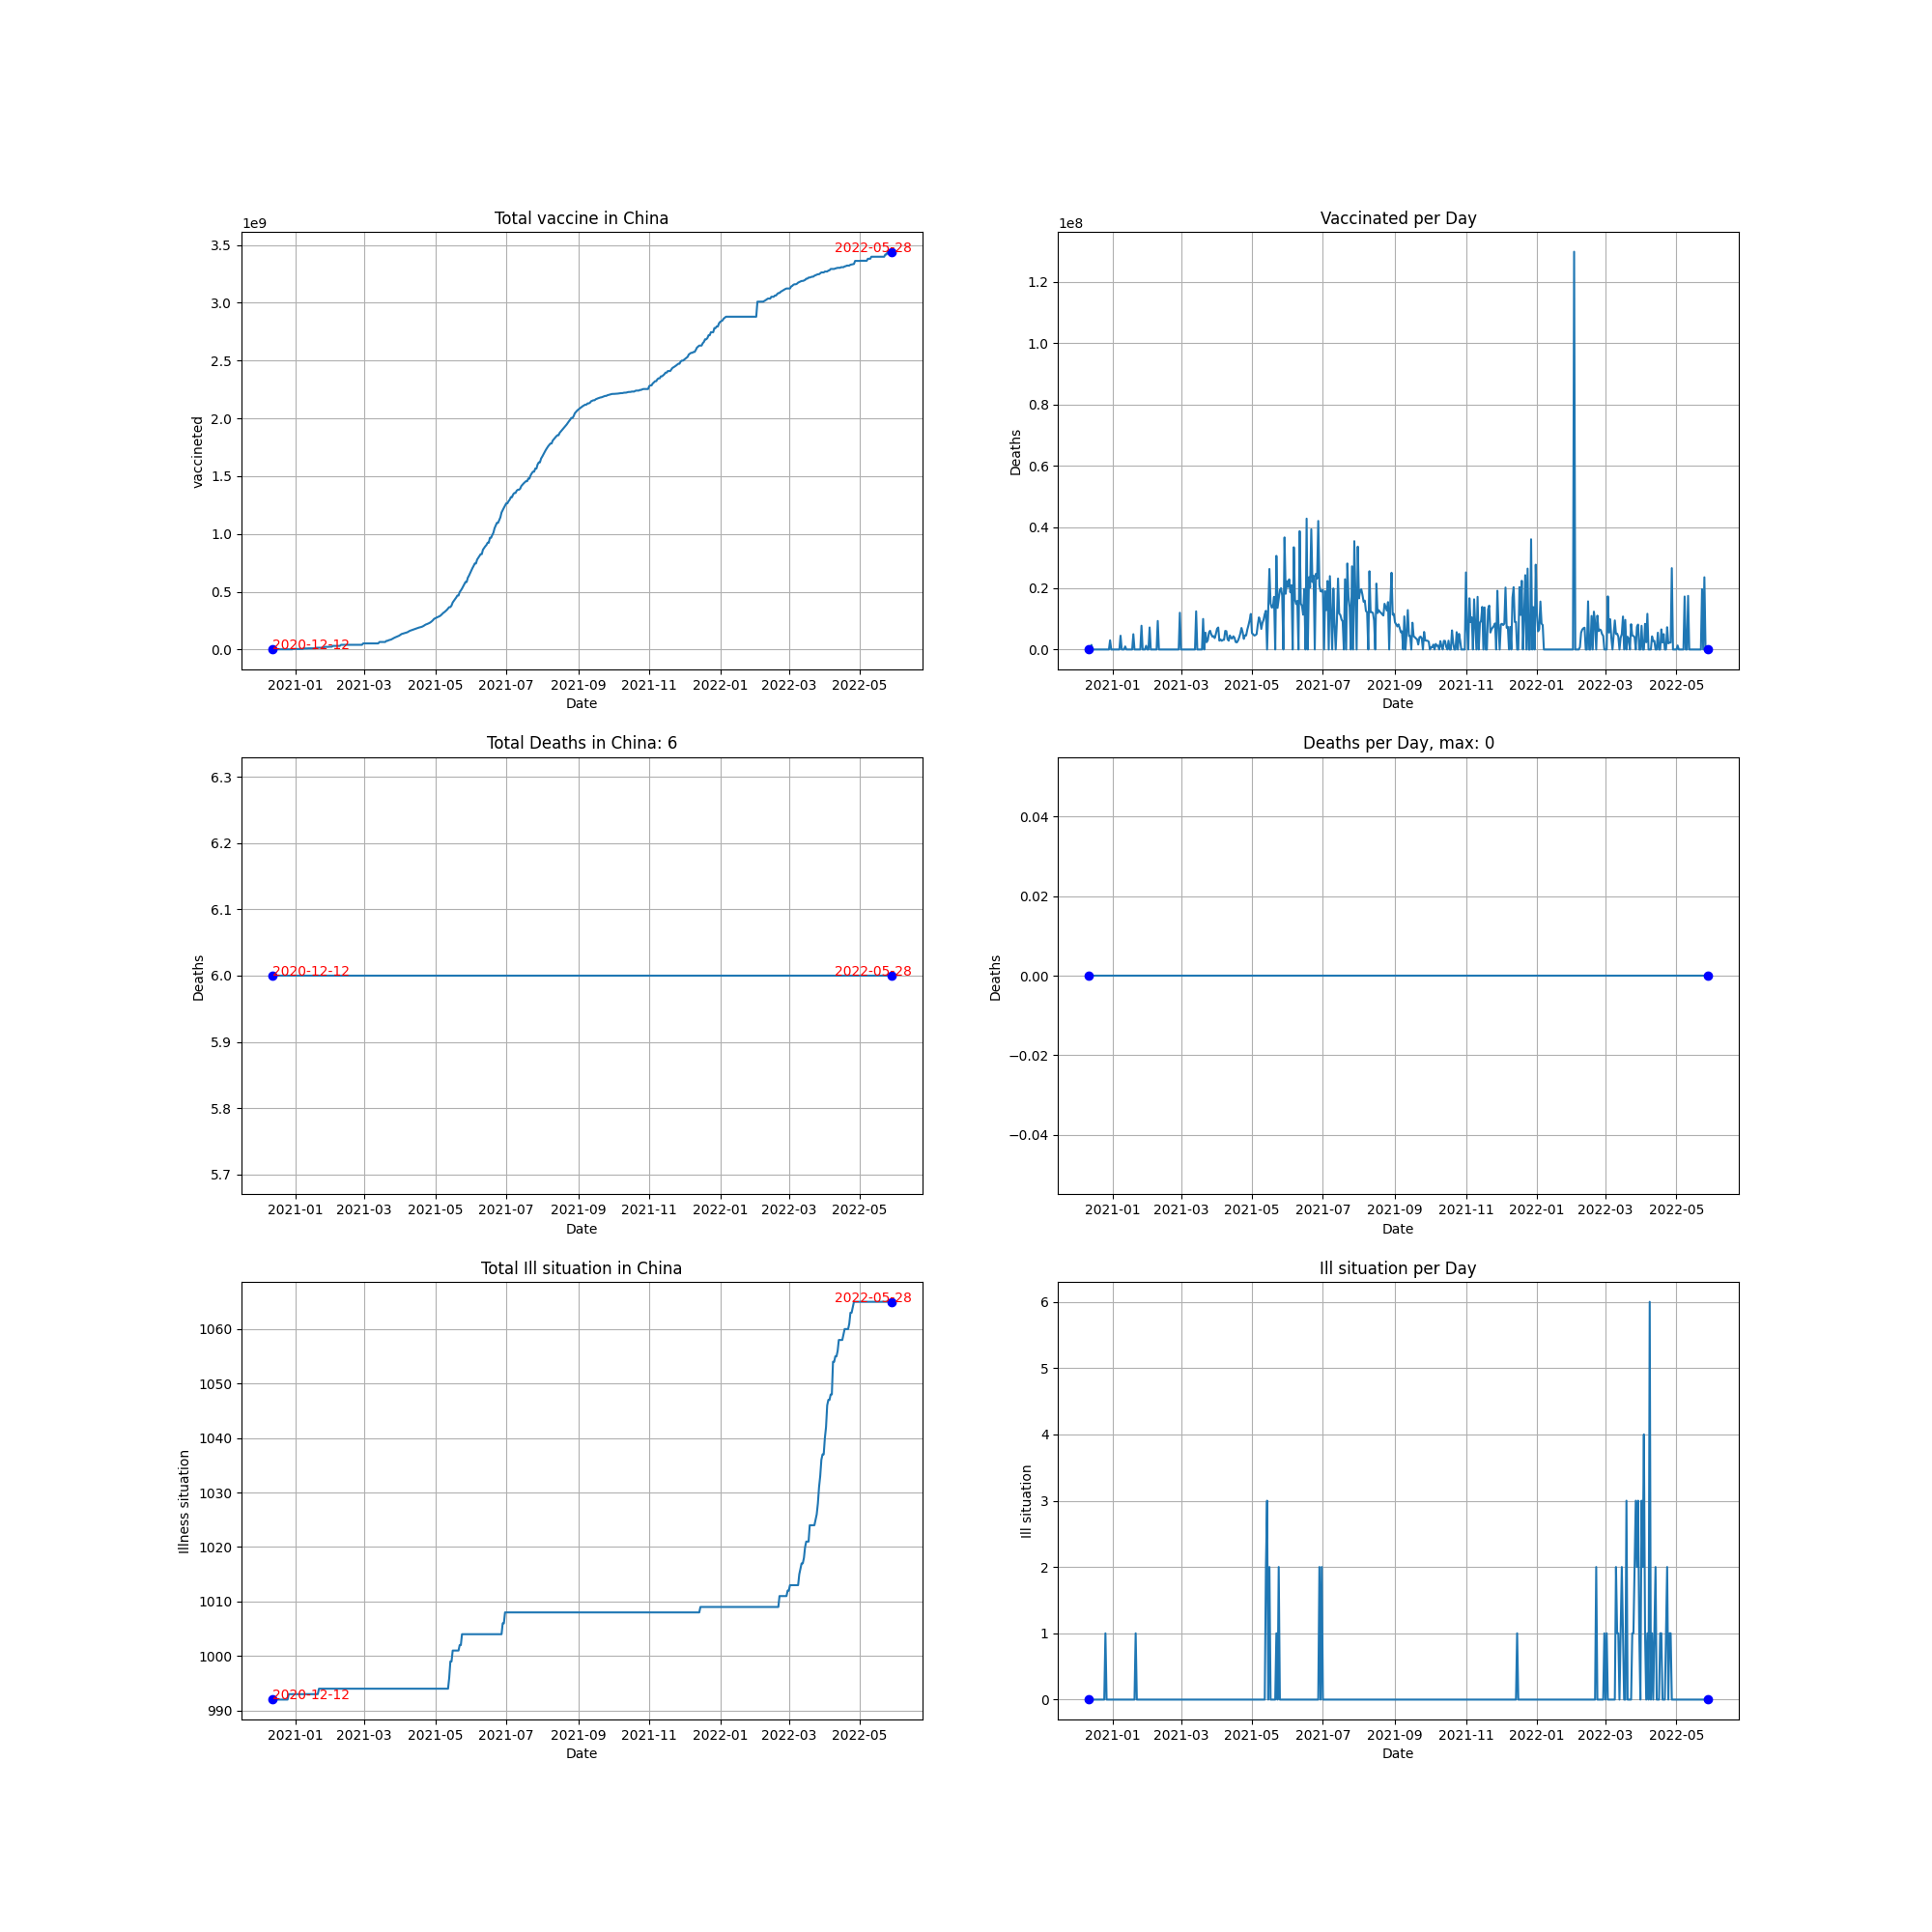 Total vaccine in China
1e9
3.5
3.0
2.5
2.0
1.5
1.0
0.5
0.0
vaccineted
2020-12-12
2022-05-28
2021-01 2021-03 2021-05 2021-07 2021-09 2021-11 2022-01 2022-03 2022-05
Date
Vaccinated per Day
1e8
1.2
1.0
0.8
0.6
0.4
0.2
0.0
Deaths
2021-01 2021-03 2021-05 2021-07 2021-09 2021-11 2022-01 2022-03 2022-05
Date
Total Deaths in China: 6
6.3
6.2
6.1
6.0
5.9
5.8
5.7
Deaths
2020-12-12
2022-05-28
2021-01 2021-03 2021-05 2021-07 2021-09 2021-11 2022-01 2022-03 2022-05
Date
Deaths per Day, max: 0
0.04
0.02
0.00
−0.02
−0.04
Deaths
2021-01 2021-03 2021-05 2021-07 2021-09 2021-11 2022-01 2022-03 2022-05
Date
Total Ill situation in China
1060
1050
1040
1030
1020
1010
1000
990
Illness situation
2020-12-12
2022-05-28
2021-01 2021-03 2021-05 2021-07 2021-09 2021-11 2022-01 2022-03 2022-05
Date
Ill situation per Day
6
5
4
3
2
1
0
Ill situation
2021-01 2021-03 2021-05 2021-07 2021-09 2021-11 2022-01 2022-03 2022-05
Date